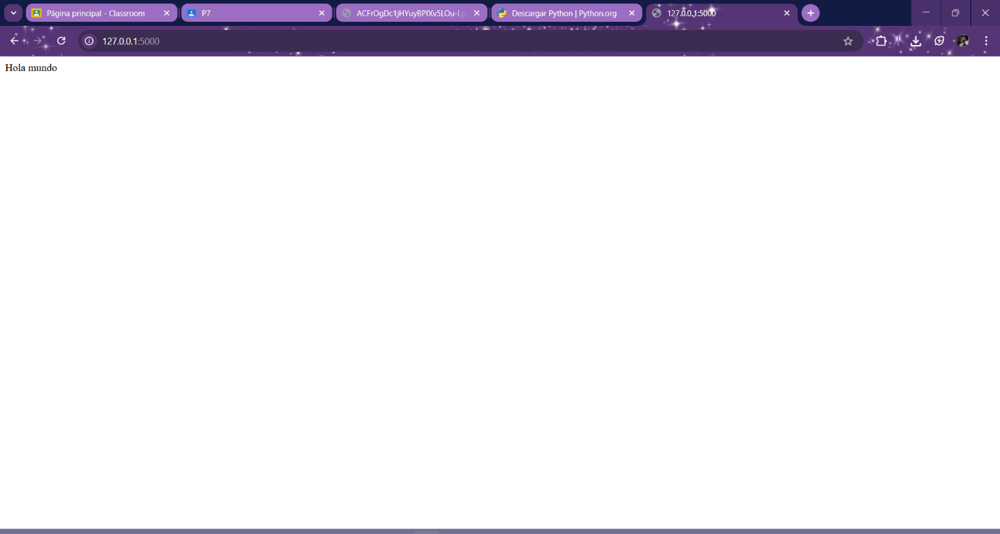 Página principal - Classroom
P7
ACFrOgDc1jHYuyBPfXv5LOu-Lg
Descargar Python | Python.org
127.0.0.1:5000
127.0.0.1:5000
Hola mundo